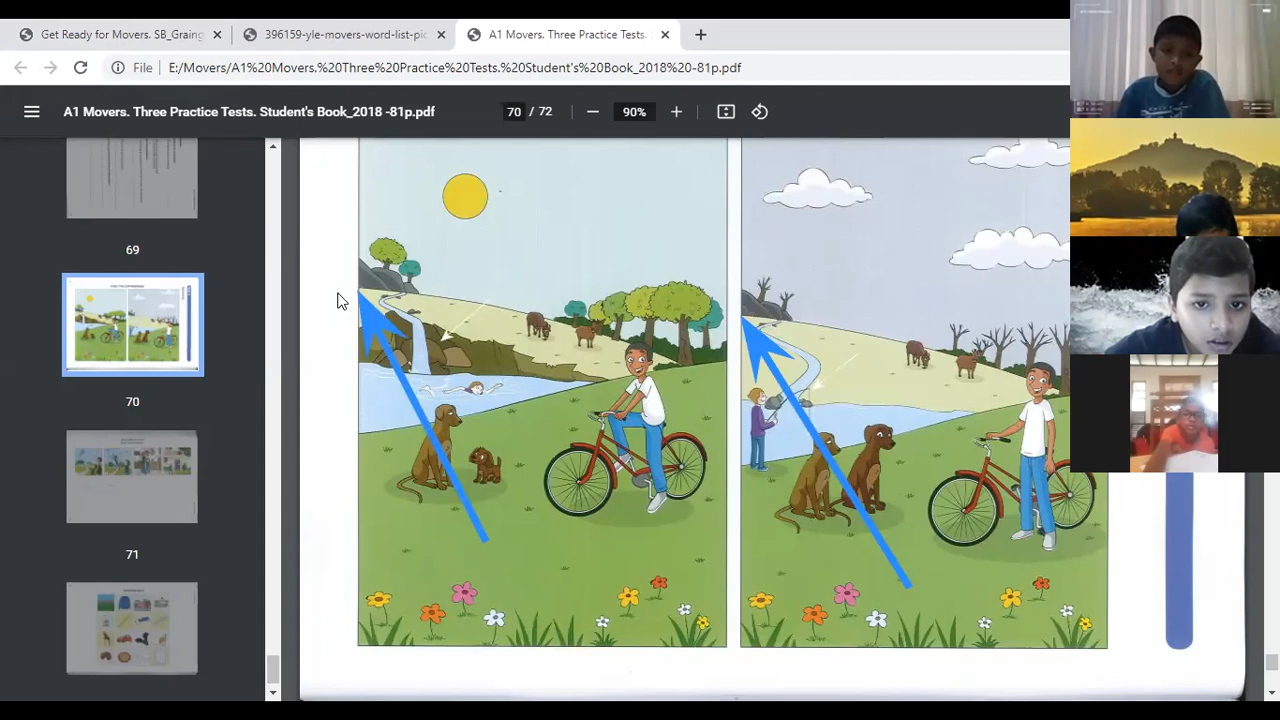 Get Ready for Movers. SB_Graing
396159-yle-movers-word-list-pic
A1 Movers. Three Practice Tests.
File
E:/Movers/A1%20Movers.%20Three%20Practice%20Tests.%20Student's%20Book_2018%20-81p.pdf
A1 Movers. Three Practice Tests. Student's Book_2018 -81p.pdf
70 / 72
90%
69
70
71